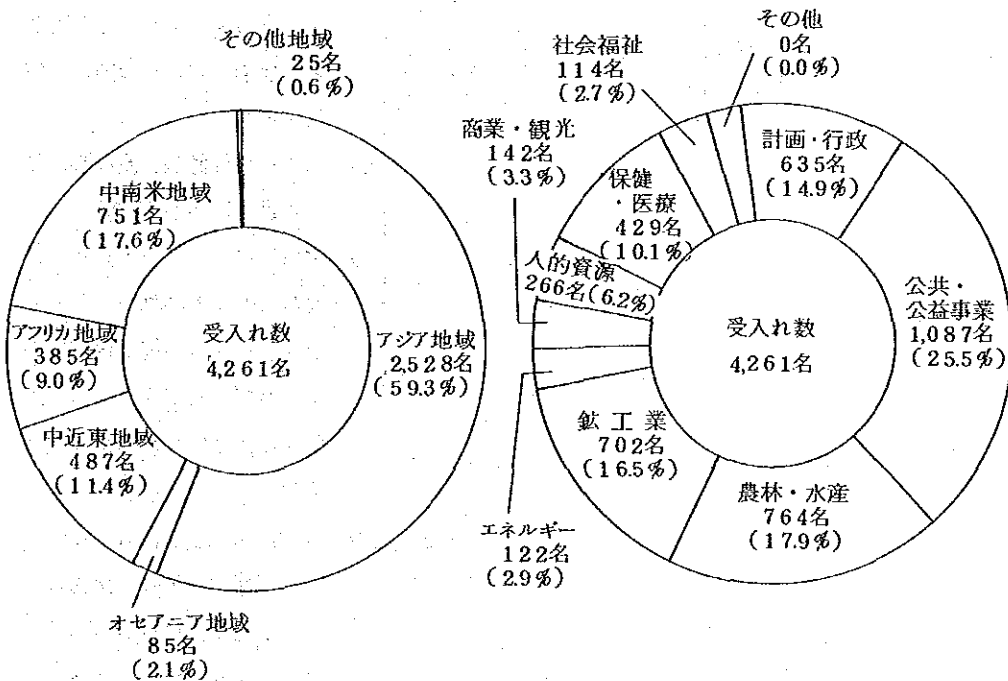 その他地域
25名
(0.6%)
中南米地域
751名
(17.6%)
アフリカ地域
385名
(9.0%)
中近東地域
487名
(11.4%)
オセアニア地域
85名
(2.1%)
アジア地域
2,528名
(59.3%)
受入れ数
4,261名
その他
0名
(0.0%)
社会福祉
114名
(2.7%)
商業・観光
142名
(3.3%)
保健
・医療
429名
(10.1%)
人的資源
266名(6.2%)
計画・行政
635名
(14.9%)
公共・
公益事業
1,087名
(25.5%)
受入れ数
4,261名
鉱工業
702名
(16.5%)
農林・水産
764名
(17.9%)
エネルギー
122名
(2.9%)